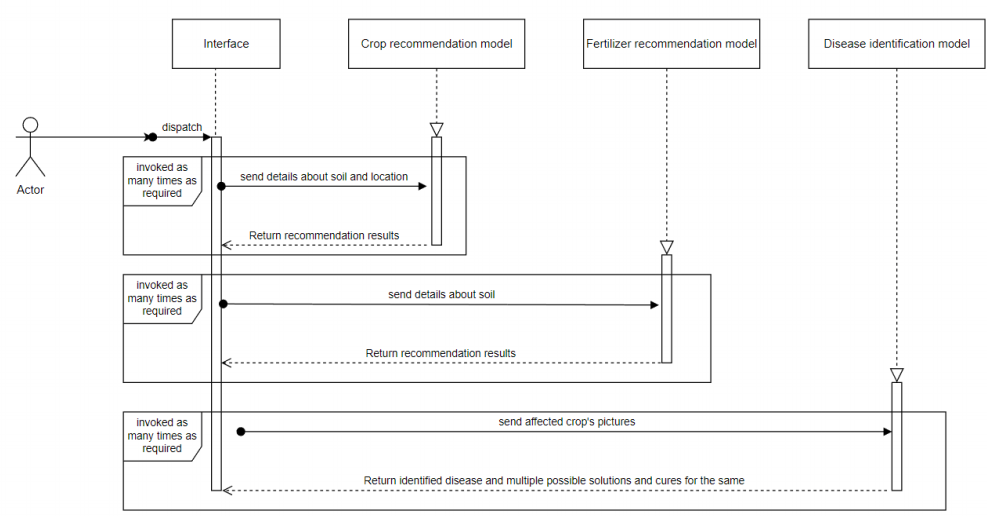 Interface
Crop recommendation model
Fertilizer recommendation model
Disease identification model
dispatch
Actor
invoked as
many times as
required
send details about soil and location
Return recommendation results
invoked as
many times as
required
send details about soil
Return recommendation results
invoked as
many times as
required
send affected crop's pictures
Return identified disease and multiple possible solutions and cures for the same